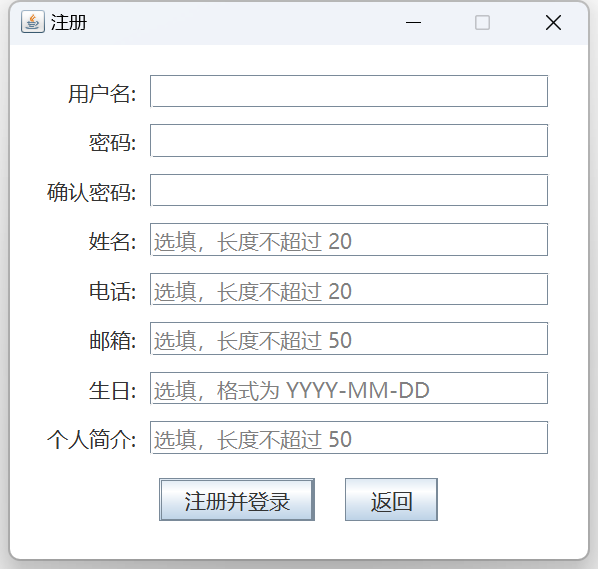 注册
用户名:
密码:
确认密码:
姓名: 选填，长度不超过 20
电话: 选填，长度不超过 20
邮箱: 选填，长度不超过 50
生日: 选填，格式为 YYYY-MM-DD
个人简介: 选填，长度不超过 50
注册并登录 返回